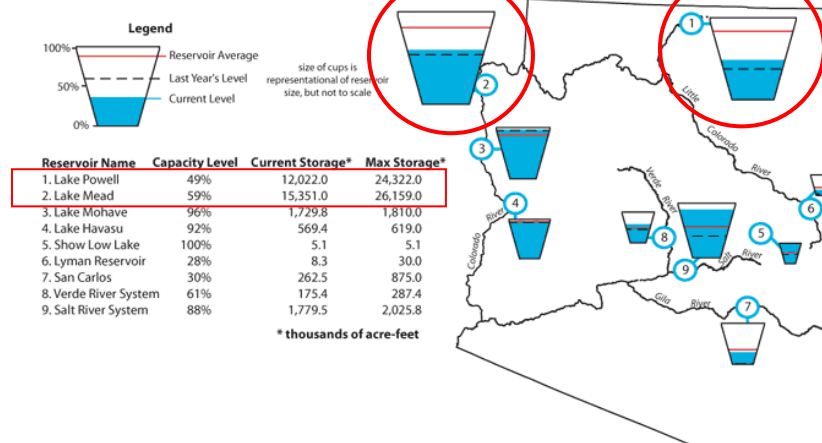 Legend
100%
50%
0%
Reservoir Average
Last Year's Level
Current Level
size of cups is
representational of reservoir
size, but not to scale
Reservoir Name Capacity Level Current Storage* Max Storage*
1. Lake Powell 49% 12,022.0 24,322.0
2. Lake Mead 59% 15,351.0 26,159.0
3. Lake Mohave 96% 1,729.8 1,810.0
4. Lake Havasu 92% 569.4 619.0
5. Show Low Lake 100% 5.1 5.1
6. Lyman Reservoir 28% 8.3 30.0
7. San Carlos 30% 262.5 875.0
8. Verde River System 61% 175.4 287.4
9. Salt River System 88% 1,779.5 2,025.8
* thousands of acre-feet
1
2
3
4
5
6
7
8
9
Little
Colorado
River
Verde
River
Colorado
River
Salt
River
Gila
River